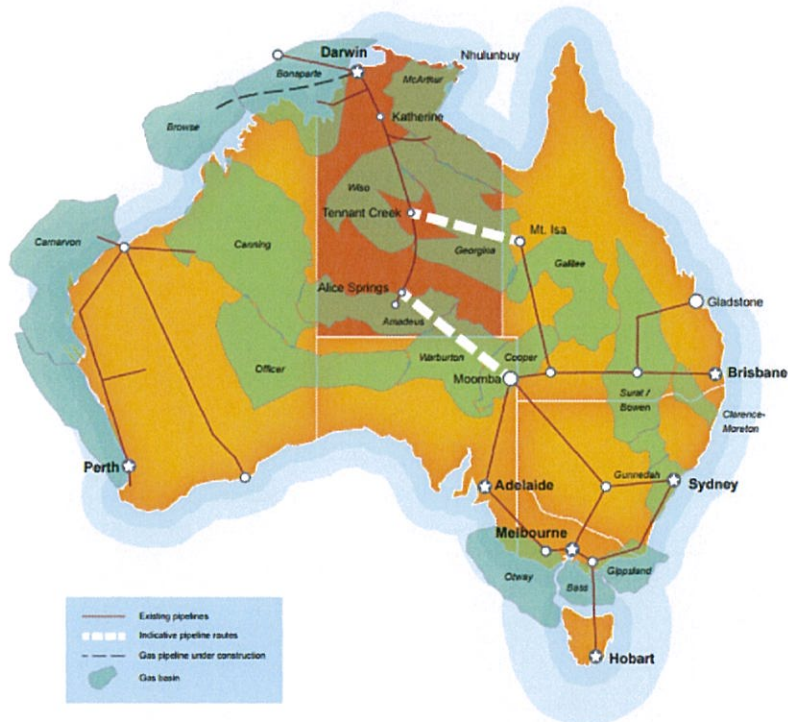 Darwin
Nhulunbuy
Bonaparte
McArthur
Browse
Katherine
Wiso
Tennant Creek
Mt. Isa
Carnarvon
Canning
Georgina
Galilee
Alice Springs
Gladstone
Amadeus
Officer
Warburton
Cooper
Moomba
Brisbane
Surat /
Bowen
Clarence-
Moreton
Perth
Adelaide
Gunnedah
Sydney
Melbourne
Otway
Bass
Gippsland
Hobart
Existing pipelines
Indicative pipeline routes
Gas pipeline under construction
Gas basin